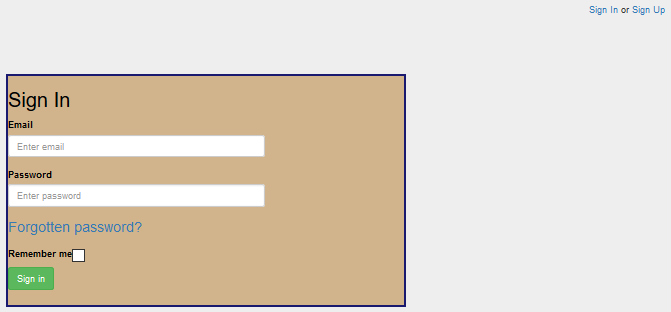 Sign In or Sign Up
Sign In
Email
Enter email
Password
Enter password
Forgotten password?
Remember me
Sign in